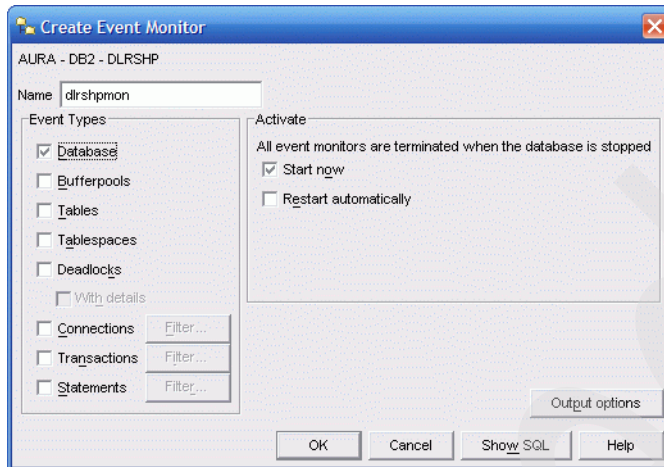 Create Event Monitor
AURA - DB2 - DLRSHP
Name dlrshpmon
Event Types
Database
Bufferpools
Tables
Tablespaces
Deadlocks
With details
Connections Filter...
Transactions Filter...
Statements Filter...
Activate
All event monitors are terminated when the database is stopped
Start now
Restart automatically
Output options
OK Cancel Show SQL Help